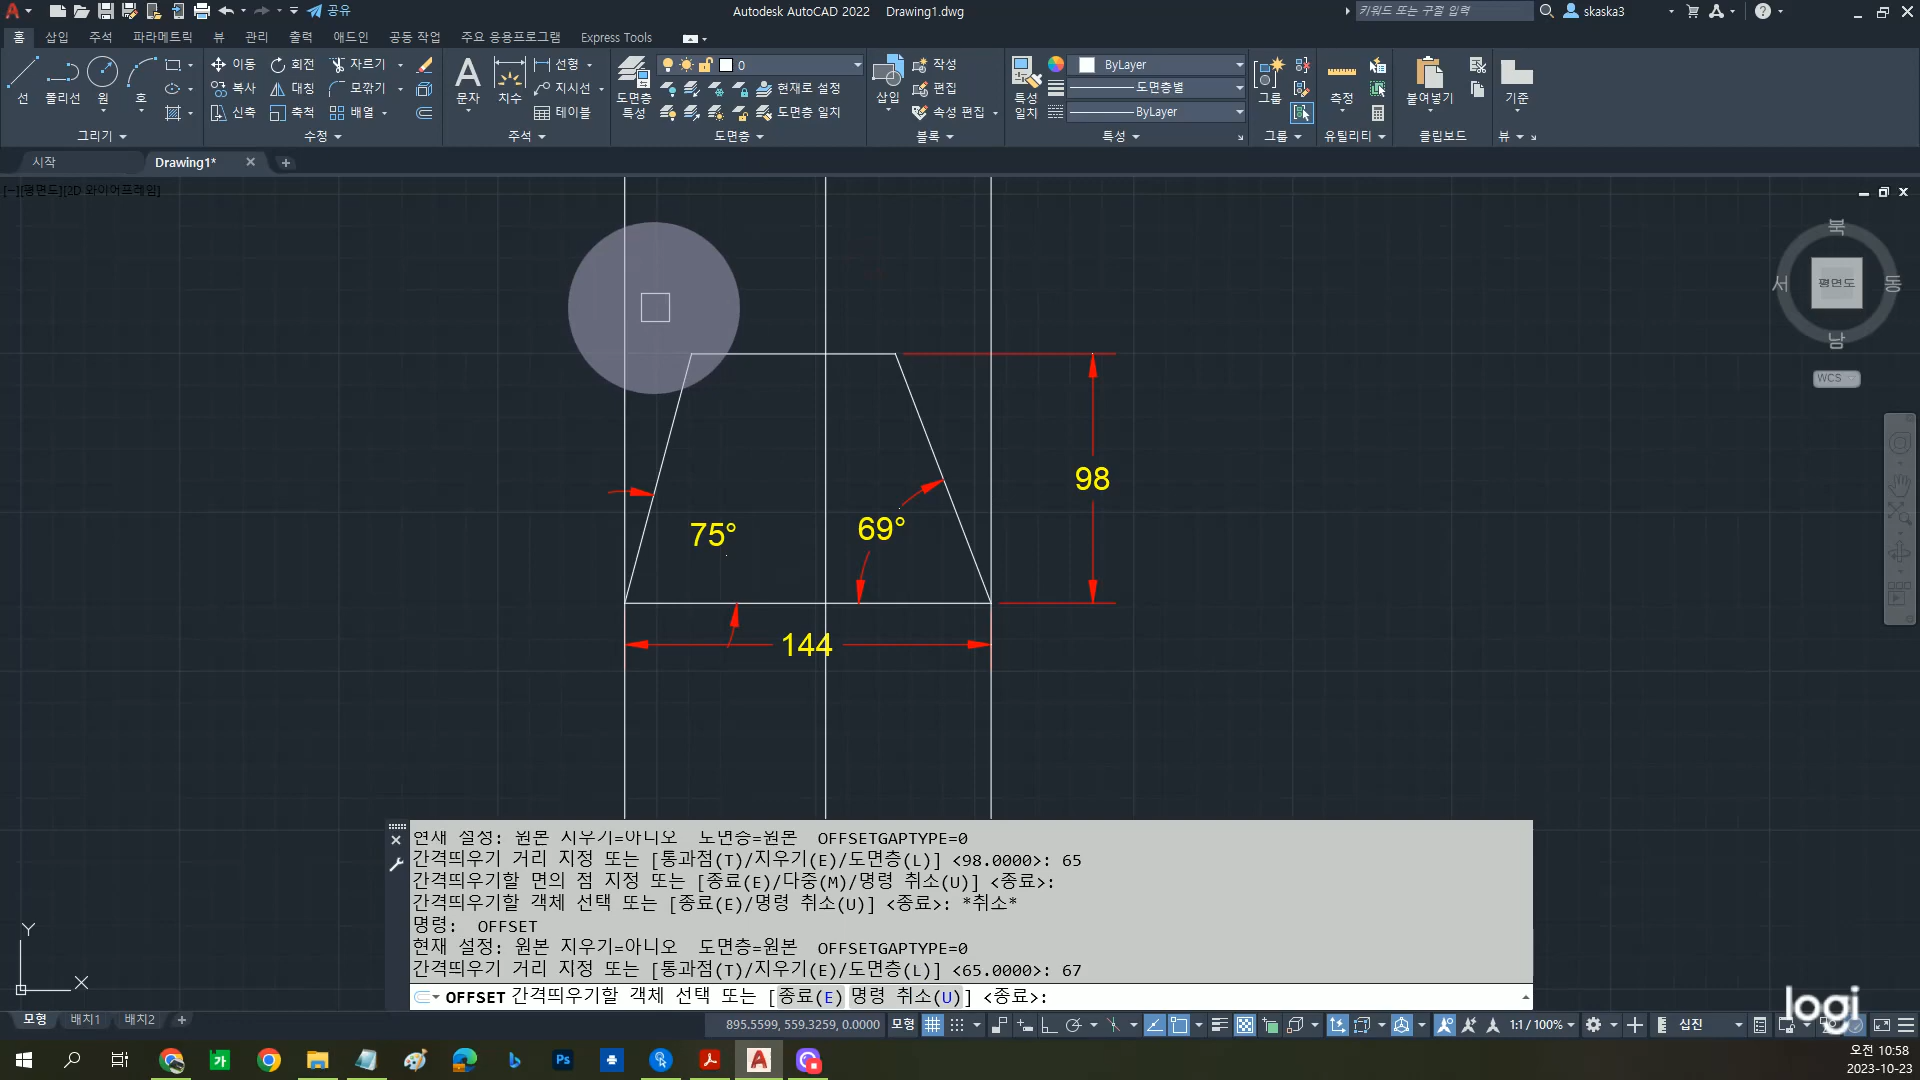 공유
Autodesk AutoCAD 2022 Drawing1.dwg
키워드 또는 구절 입력
skaska3
홈 삽입 주석 파라메트릭 뷰 관리 출력 애드인 공동 작업 주요 응용프로그램 Express Tools
이동 회전 자르기
복사 대칭 모깎기
신축 축척 배열
선 폴리선 원 호
그리기
수정
문자 치수
선형
지시선
테이블
주석
도면층
특성
0
현재로 설정
도면층 일치
도면층
삽입
작성
편집
속성 편집
블록
특성
일치
ByLayer
도면층별
ByLayer
특성
그룹
그룹
측정
유틸리티
붙여넣기
클립보드
기준
뷰
시작 Drawing1*
[-][평면도][2D 와이어프레임]
북
서 평면도 동
남
WCS
98
75°
69°
144
현재 설정: 원본 지우기=아니오 도면층=원본 OFFSETGAPTYPE=0
간격띄우기 거리 지정 또는 [통과점(T)/지우기(E)/도면층(L)] <98.0000>: 65
간격띄우기할 면의 점 지정 또는 [종료(E)/다중(M)/명령 취소(U)] <종료>:
간격띄우기할 객체 선택 또는 [종료(E)/명령 취소(U)] <종료>: *취소*
명령: OFFSET
현재 설정: 원본 지우기=아니오 도면층=원본 OFFSETGAPTYPE=0
간격띄우기 거리 지정 또는 [통과점(T)/지우기(E)/도면층(L)] <65.0000>: 67
OFFSET 간격띄우기할 객체 선택 또는 [종료(E) 명령 취소(U)] <종료>:
Y
X
logi
모형 배치1 배치2
895.5599, 559.3259, 0.0000 모형
1:1 / 100%
십진
가
Ps
오전 10:58
2023-10-23